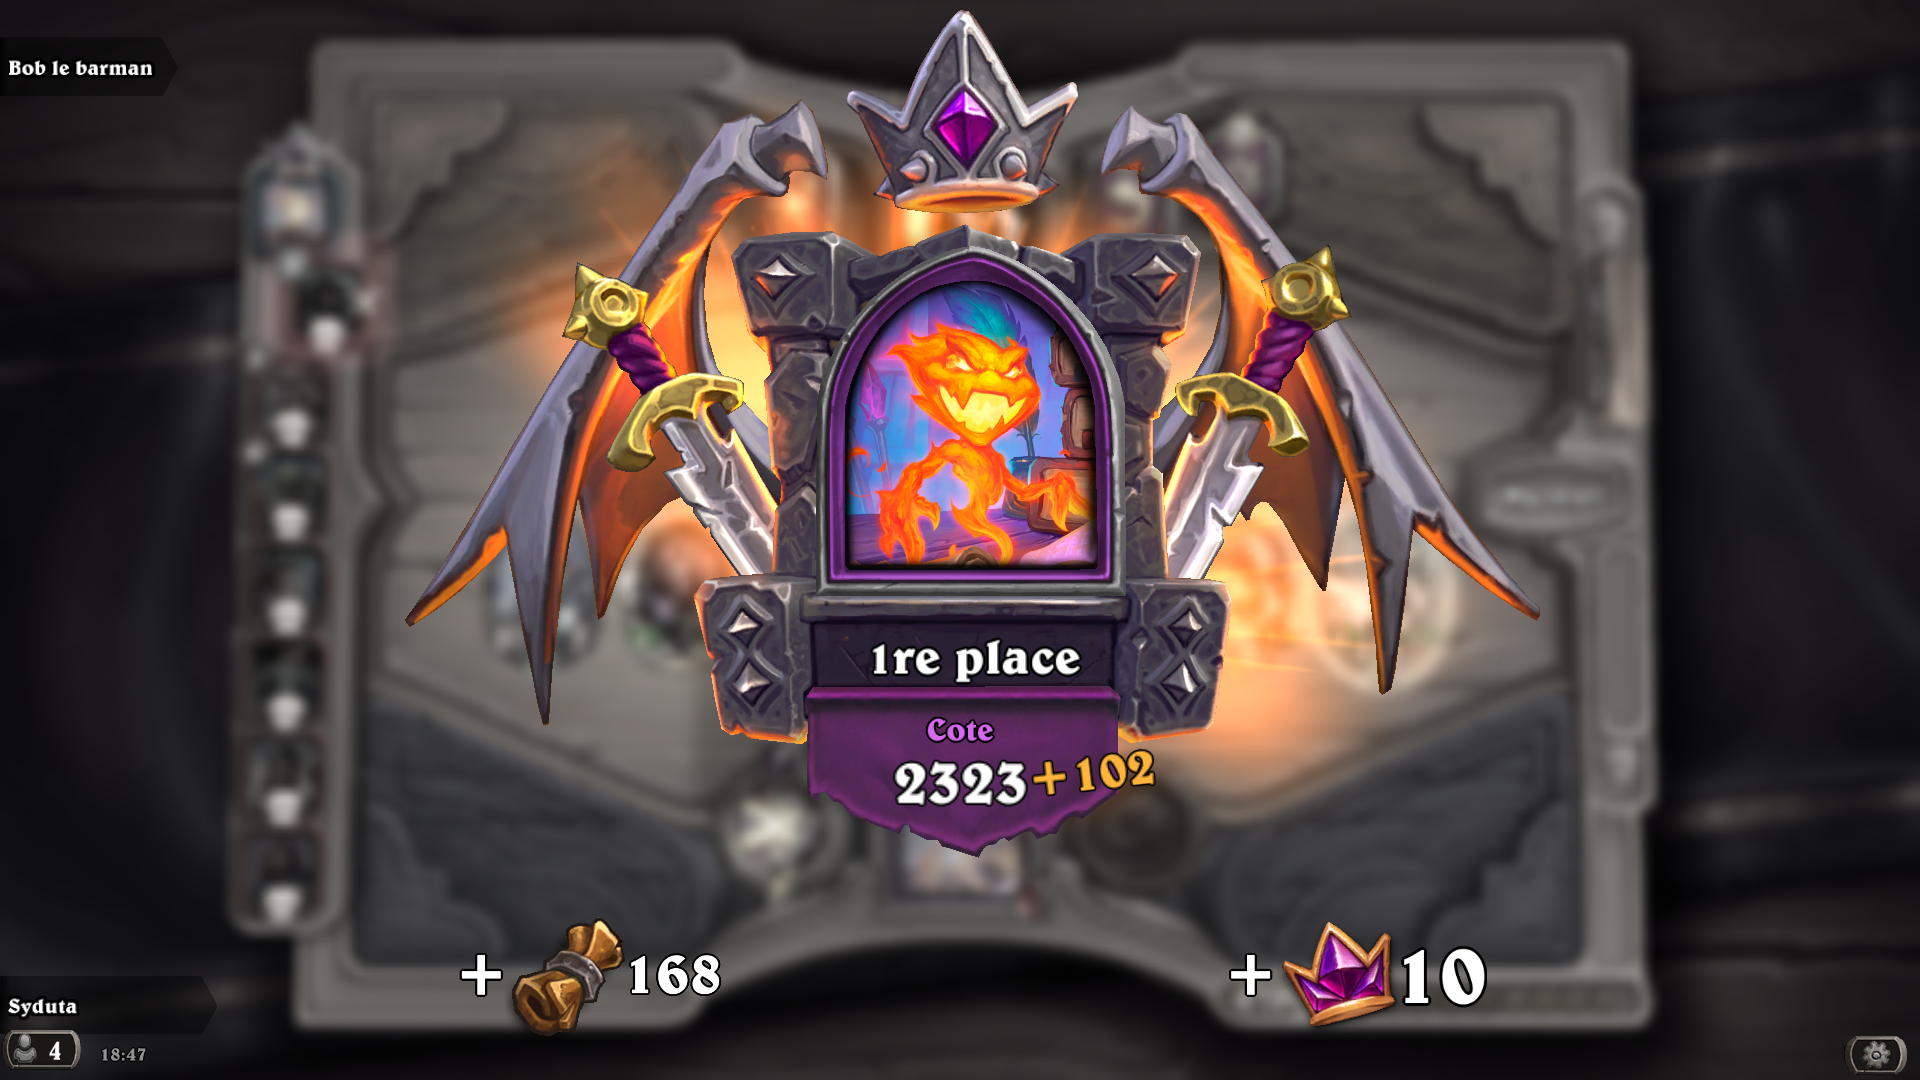 Bob le barman
1re place
Cote
2323 +102
+ 168
+ 10
Syduta
4
18:47